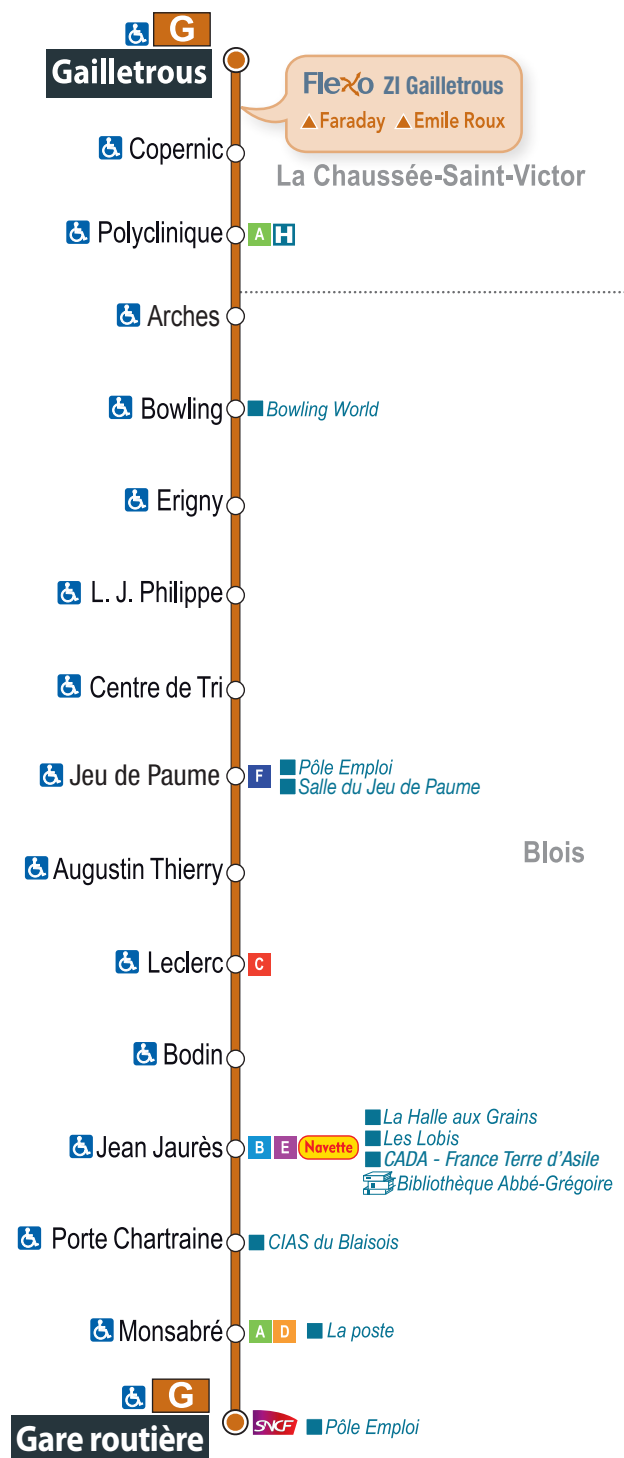 G
Gailletrous
Flexo ZI Gailletrous
Faraday Emile Roux
Copernic
La Chaussée-Saint-Victor
Polyclinique A H
Arches
Bowling Bowling World
Erigny
L. J. Philippe
Centre de Tri
Jeu de Paume F Pôle Emploi
Salle du Jeu de Paume
Blois
Augustin Thierry
Leclerc C
Bodin
La Halle aux Grains
Jean Jaurès B E Navette Les Lobis
CADA - France Terre d'Asile
Bibliothèque Abbé-Grégoire
Porte Chartraine CIAS du Blaisois
Monsabré A D La poste
G
Gare routière SNCF Pôle Emploi